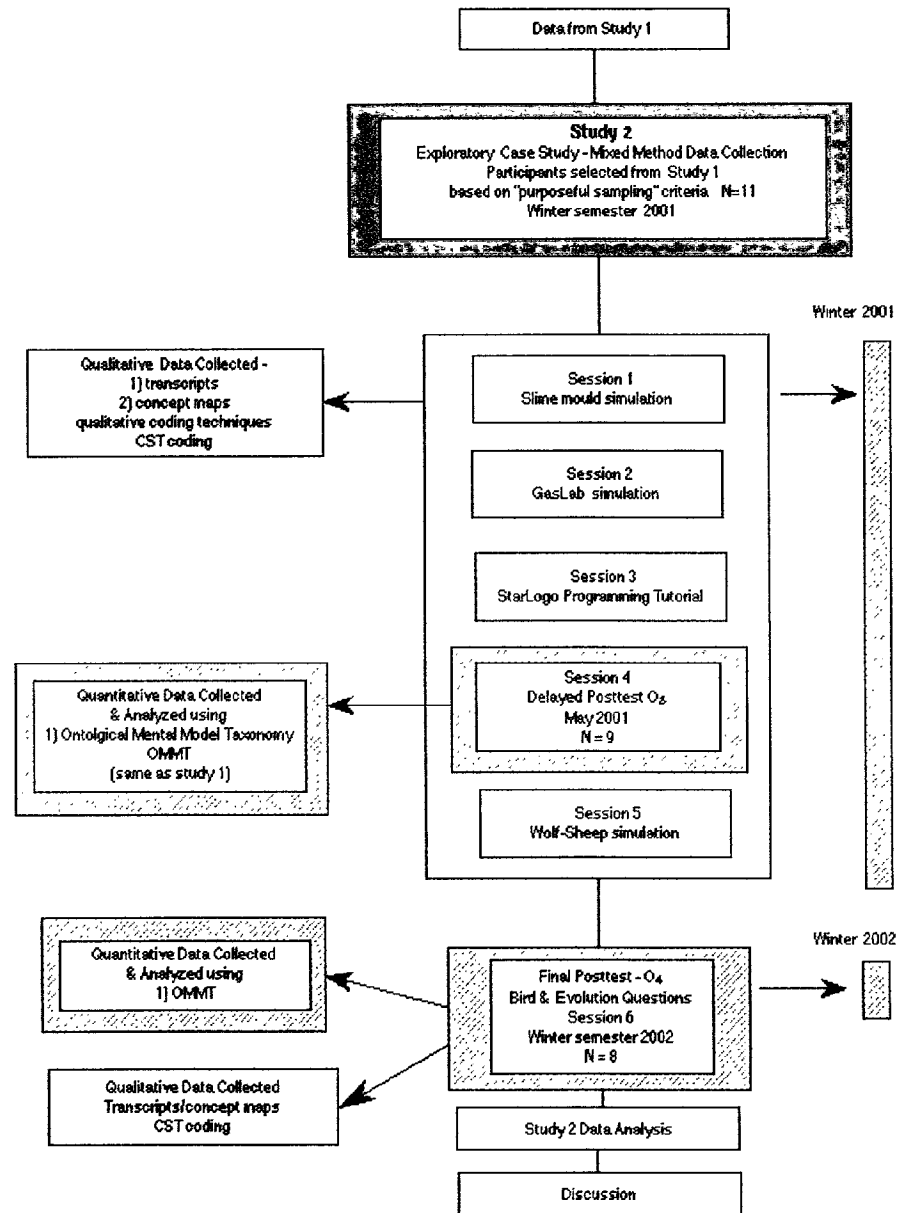 Data from Study 1
Study 2
Exploratory Case Study - Mixed Method Data Collection
Participants selected from Study 1
based on "purposeful sampling" criteria N=11
Winter semester 2001
Winter 2001
Qualitative Data Collected -
1) transcripts
2) concept maps
qualitative coding techniques
CST coding
Session 1
Slime mould simulation
Session 2
GasLab simulation
Session 3
StarLogo Programming Tutorial
Quantitative Data Collected
& Analyzed using
1) Ontolgical Mental Model Taxonomy
OMMT
(same as study 1)
Session 4
Delayed Posttest O3
May 2001
N = 9
Session 5
Wolf-Sheep simulation
Quantitative Data Collected
& Analyzed using
1) OMMT
Winter 2002
Final Posttest - O4
Bird & Evolution Questions
Session 6
Winter semester 2002
N = 8
Qualitative Data Collected
Transcripts/concept maps
CST coding
Study 2 Data Analysis
Discussion